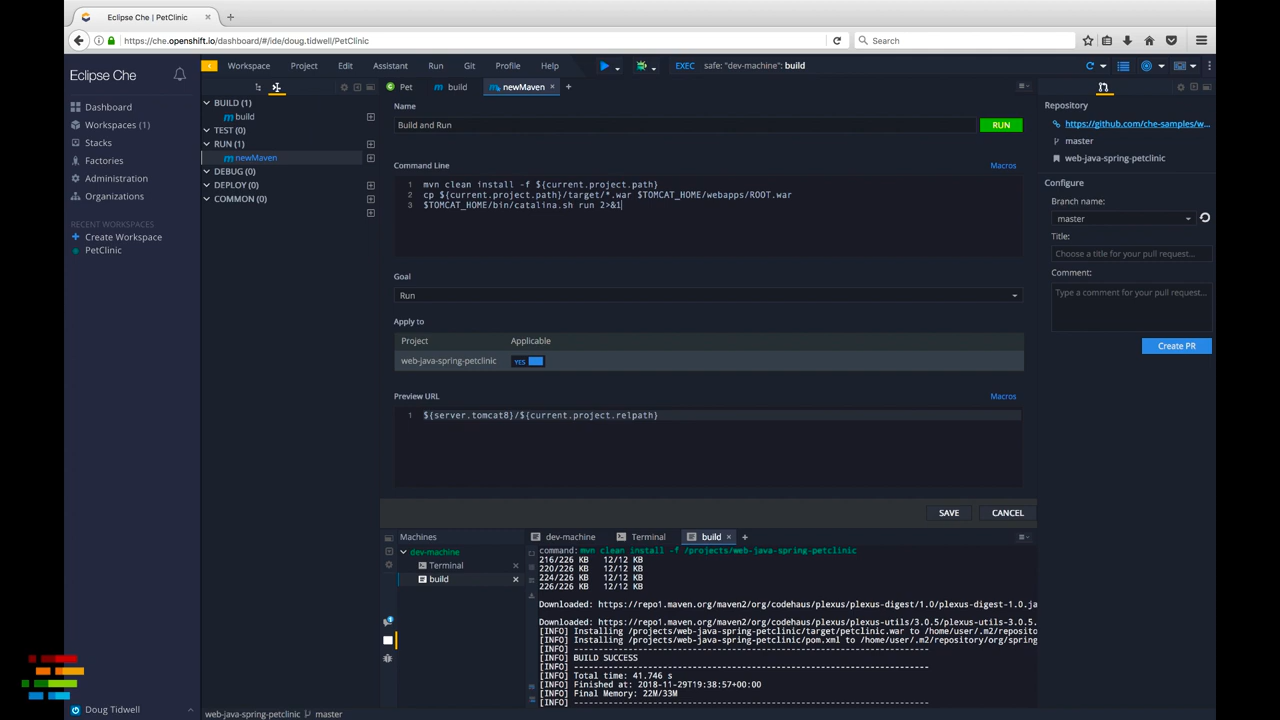 Eclipse Che | PetClinic
https://che.openshift.io/dashboard/#/ide/doug.tidwell/PetClinic
Search
Eclipse Che
Workspace Project Edit Assistant Run Git Profile Help
EXEC safe: "dev-machine": build
Dashboard
Workspaces (1)
Stacks
Factories
Administration
Organizations
RECENT WORKSPACES
Create Workspace
PetClinic
Doug Tidwell
BUILD (1)
build
TEST (0)
RUN (1)
newMaven
DEBUG (0)
DEPLOY (0)
COMMON (0)
Pet build newMaven
Name
Build and Run
RUN
Command Line
Macros
1 mvn clean install -f ${current.project.path}
2 cp ${current.project.path}/target/*.war $TOMCAT_HOME/webapps/ROOT.war
3 $TOMCAT_HOME/bin/catalina.sh run 2>&1
Goal
Run
Apply to
Project Applicable
web-java-spring-petclinic YES
Preview URL
Macros
1 ${server.tomcat8}/${current.project.relpath}
SAVE CANCEL
Repository
https://github.com/che-samples/w...
master
web-java-spring-petclinic
Configure
Branch name:
master
Title:
Choose a title for your pull request...
Comment:
Type a comment for your pull request...
Create PR
Machines
dev-machine
Terminal
build
dev-machine Terminal build
command:mvn clean install -f /projects/web-java-spring-petclinic
216/226 KB 12/12 KB
220/226 KB 12/12 KB
224/226 KB 12/12 KB
226/226 KB 12/12 KB
Downloaded: https://repo1.maven.org/maven2/org/codehaus/plexus/plexus-digest/1.0/plexus-digest-1.0.ja
Downloaded: https://repo1.maven.org/maven2/org/codehaus/plexus/plexus-utils/3.0.5/plexus-utils-3.0.5.
[INFO] Installing /projects/web-java-spring-petclinic/target/petclinic.war to /home/user/.m2/reposito
[INFO] Installing /projects/web-java-spring-petclinic/pom.xml to /home/user/.m2/repository/org/spring
[INFO] ------------------------------------------------------------------------
[INFO] BUILD SUCCESS
[INFO] ------------------------------------------------------------------------
[INFO] Total time: 41.746 s
[INFO] Finished at: 2018-11-29T19:38:57+00:00
[INFO] Final Memory: 22M/33M
[INFO] ------------------------------------------------------------------------
web-java-spring-petclinic master